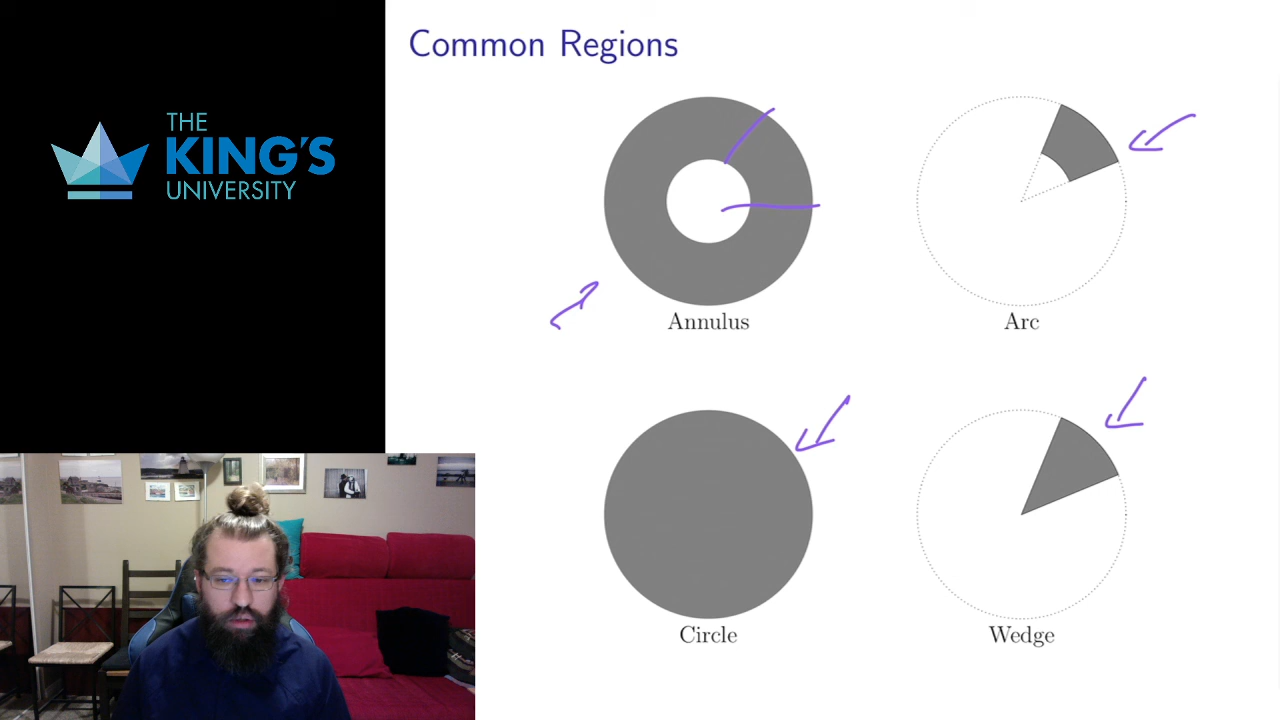 THE
KING'S
UNIVERSITY
Common Regions
Annulus
Arc
Circle
Wedge